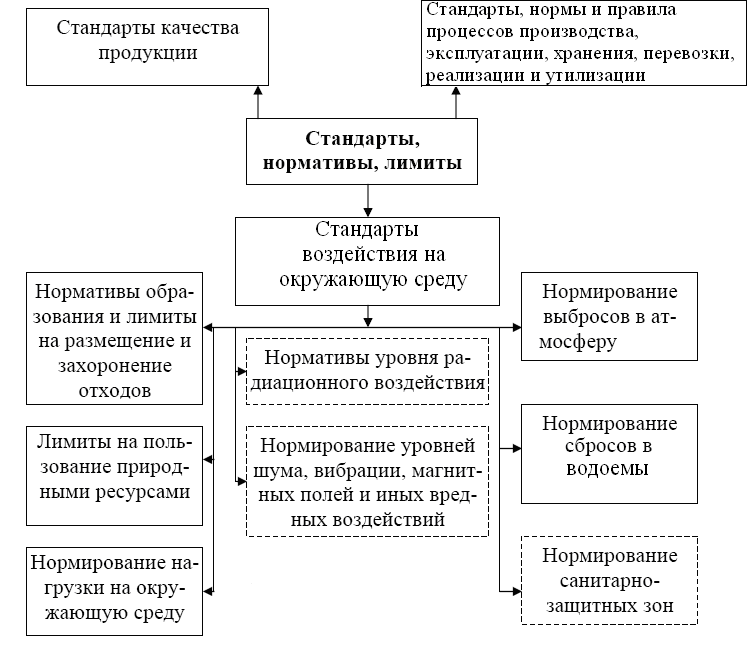 Стандарты качества
продукции
Стандарты, нормы и правила
процессов производства,
эксплуатации, хранения, перевозки,
реализации и утилизации
Стандарты,
нормативы, лимиты
Стандарты
воздействия на
окружающую среду
Нормативы обра-
зования и лимиты
на размещение и
захоронение
отходов
Нормирование
выбросов в ат-
мосферу
Нормативы уровня ра-
диационного воздействия
Лимиты на поль-
зование природ-
ными ресурсами
Нормирование уровней
шума, вибрации, магнит-
ных полей и иных вред-
ных воздействий
Нормирование
сбросов в
водоемы
Нормирование на-
грузки на окру-
жающую среду
Нормирование
санитарно-
защитных зон